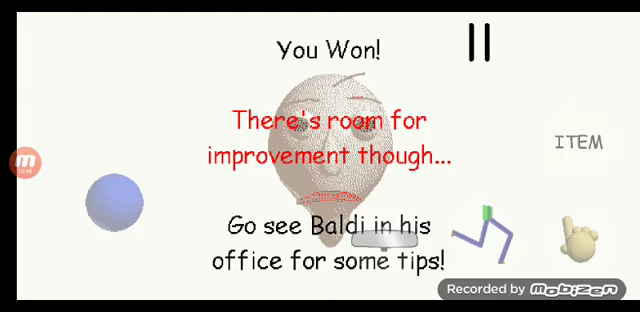 You Won!
There's room for
improvement though...
ITEM
Go see Baldi in his
office for some tips!
Recorded by mobizen